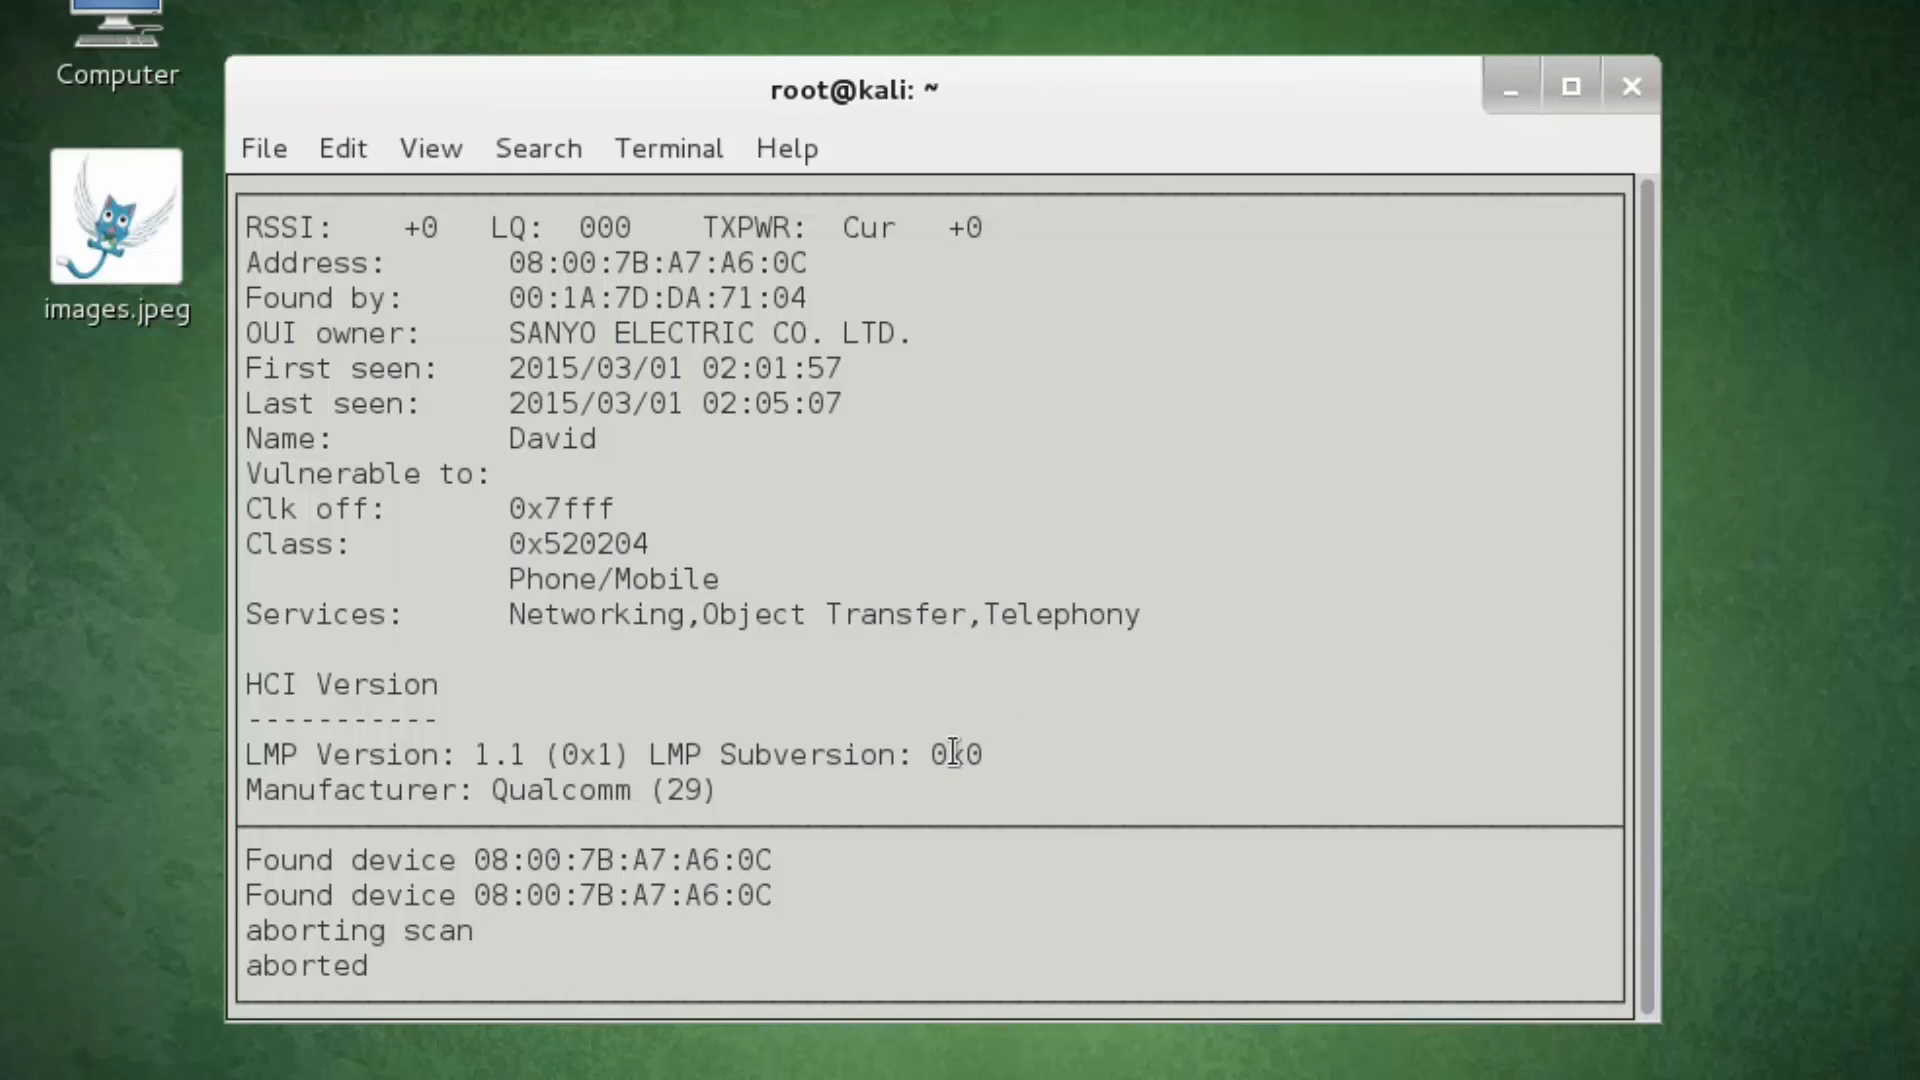 Computer
images.jpeg
root@kali: ~
File Edit View Search Terminal Help
RSSI: +0 LQ: 000 TXPWR: Cur +0
Address: 08:00:7B:A7:A6:0C
Found by: 00:1A:7D:DA:71:04
OUI owner: SANYO ELECTRIC CO. LTD.
First seen: 2015/03/01 02:01:57
Last seen: 2015/03/01 02:05:07
Name: David
Vulnerable to:
Clk off: 0x7fff
Class: 0x520204
Phone/Mobile
Services: Networking,Object Transfer,Telephony
HCI Version
-----------
LMP Version: 1.1 (0x1) LMP Subversion: 0x0
Manufacturer: Qualcomm (29)
Found device 08:00:7B:A7:A6:0C
Found device 08:00:7B:A7:A6:0C
aborting scan
aborted